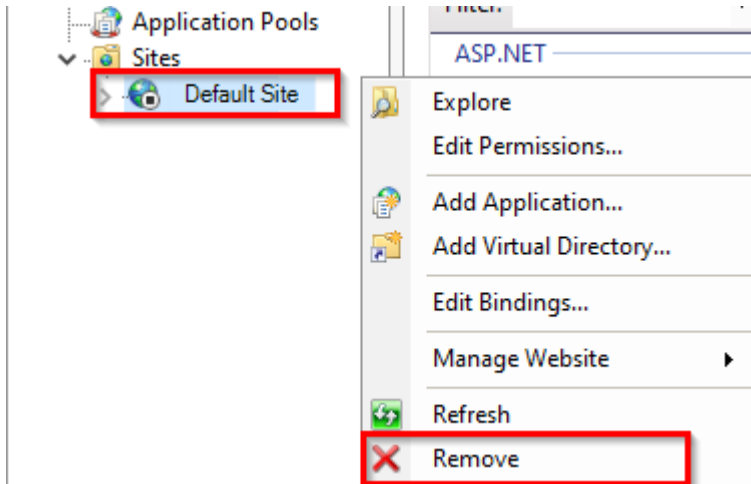 Application Pools
Sites
Default Site
Filter:
ASP.NET
Explore
Edit Permissions...
Add Application...
Add Virtual Directory...
Edit Bindings...
Manage Website
Refresh
Remove